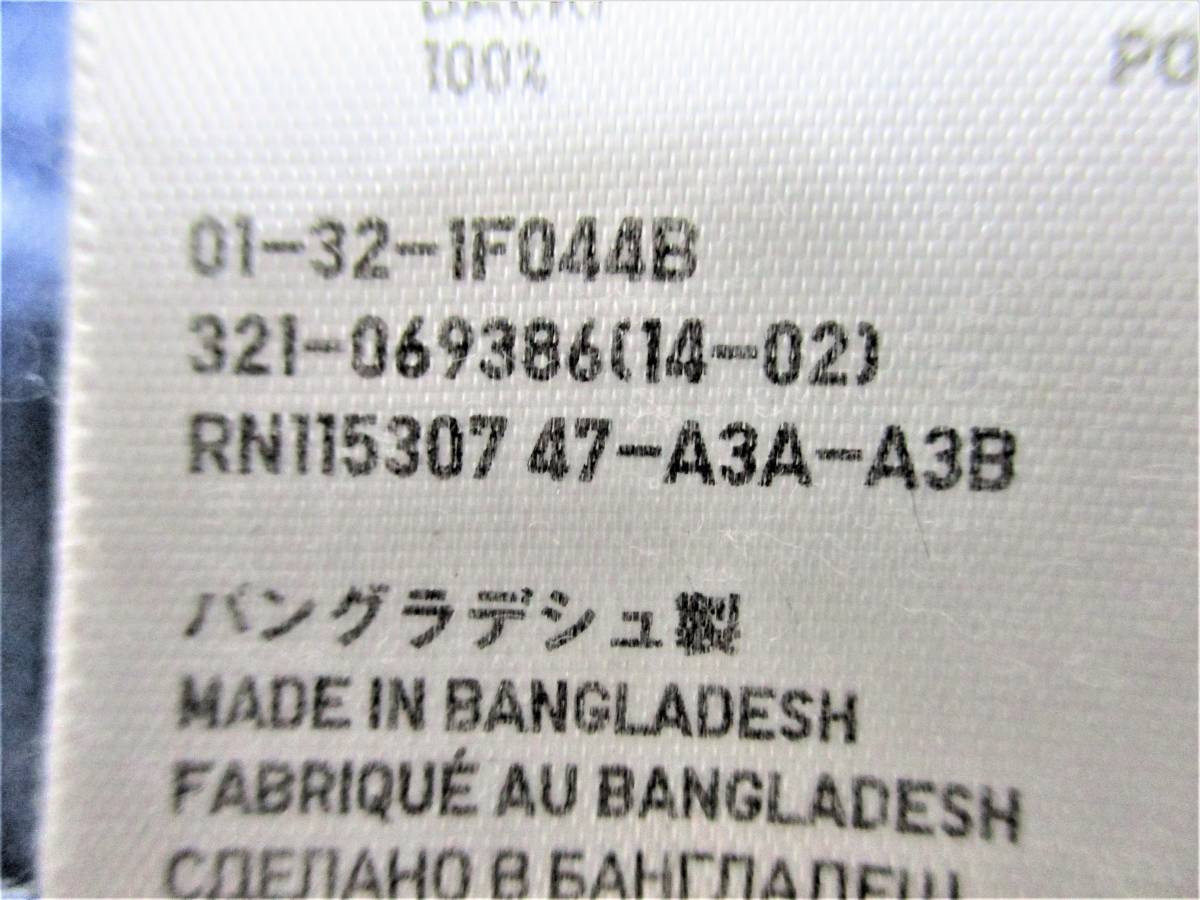 100%
PO
01-32-1F044B
321-069386(14-02)
RN115307 47-A3A-A3B
バングラデシュ製
MADE IN BANGLADESH
FABRIQUÉ AU BANGLADESH
СДЕЛАНО В БАНГЛАДЕШ